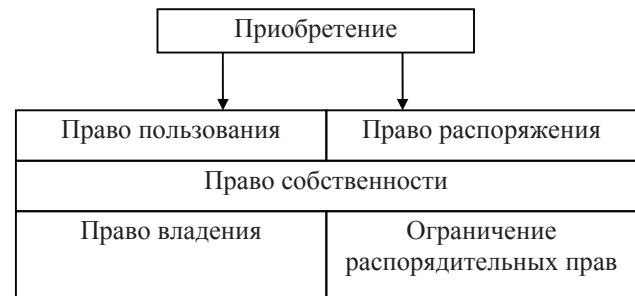 Приобретение
Право пользования
Право распоряжения
Право собственности
Право владения
Ограничение
распорядительных прав